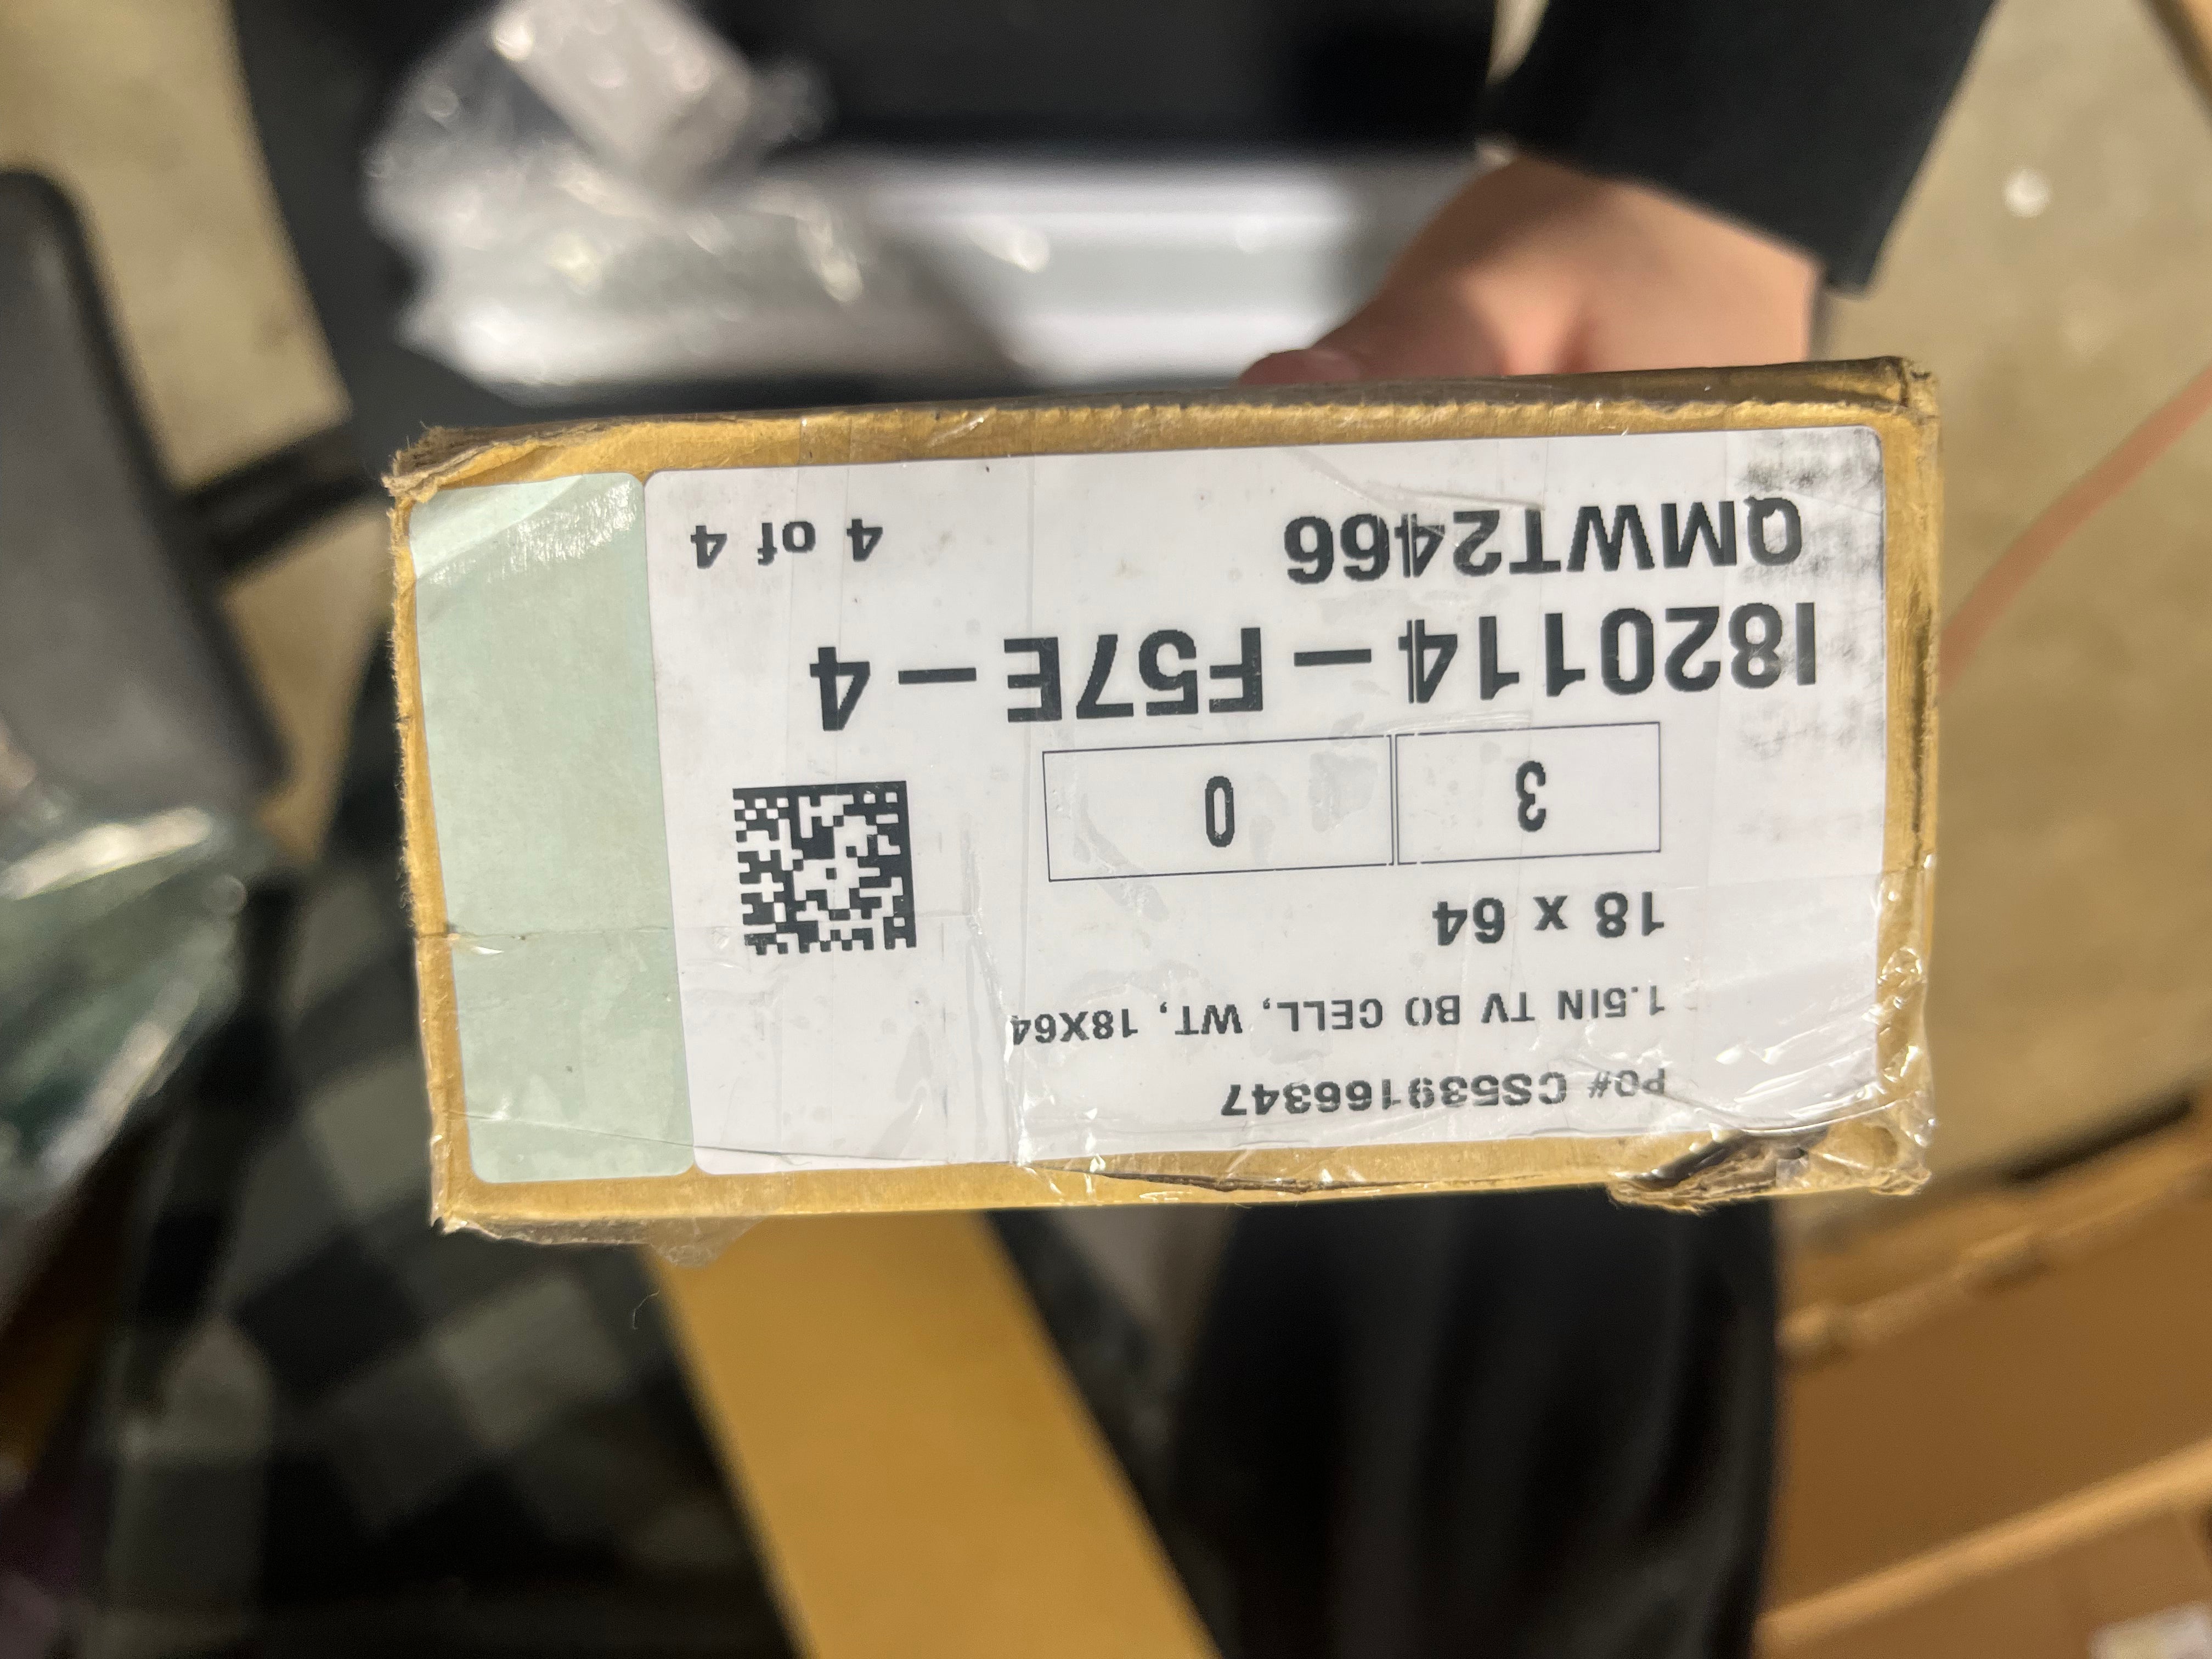 PO# CS539166347
1.5IN TV BO CELL, WT, 18X64
18 x 64
3 0
I820114 - F57E - 4
QMWT2466 4 of 4